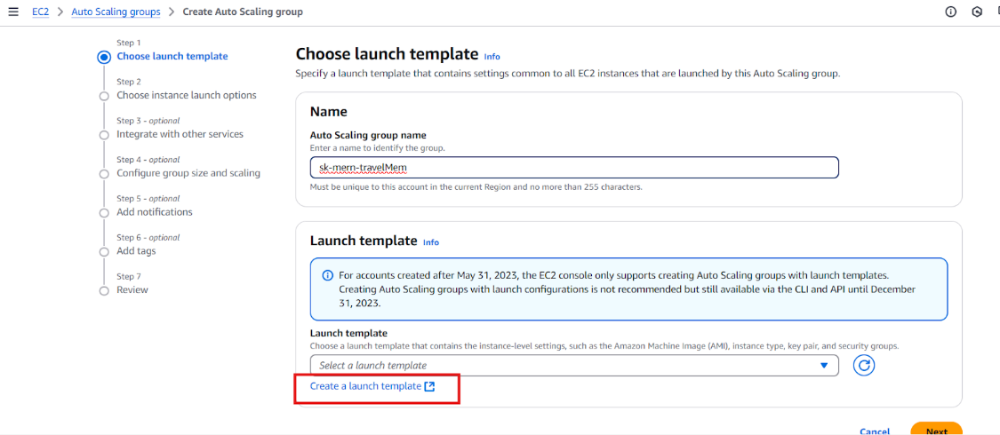 EC2 > Auto Scaling groups > Create Auto Scaling group
Step 1
Choose launch template
Step 2
Choose instance launch options
Step 3 - optional
Integrate with other services
Step 4 - optional
Configure group size and scaling
Step 5 - optional
Add notifications
Step 6 - optional
Add tags
Step 7
Review
Choose launch template Info
Specify a launch template that contains settings common to all EC2 instances that are launched by this Auto Scaling group.
Name
Auto Scaling group name
Enter a name to identify the group.
sk-mern-travelMem
Must be unique to this account in the current Region and no more than 255 characters.
Launch template Info
For accounts created after May 31, 2023, the EC2 console only supports creating Auto Scaling groups with launch templates.
Creating Auto Scaling groups with launch configurations is not recommended but still available via the CLI and API until December
31, 2023.
Launch template
Choose a launch template that contains the instance-level settings, such as the Amazon Machine Image (AMI), instance type, key pair, and security groups.
Select a launch template
Create a launch template
Cancel
Next